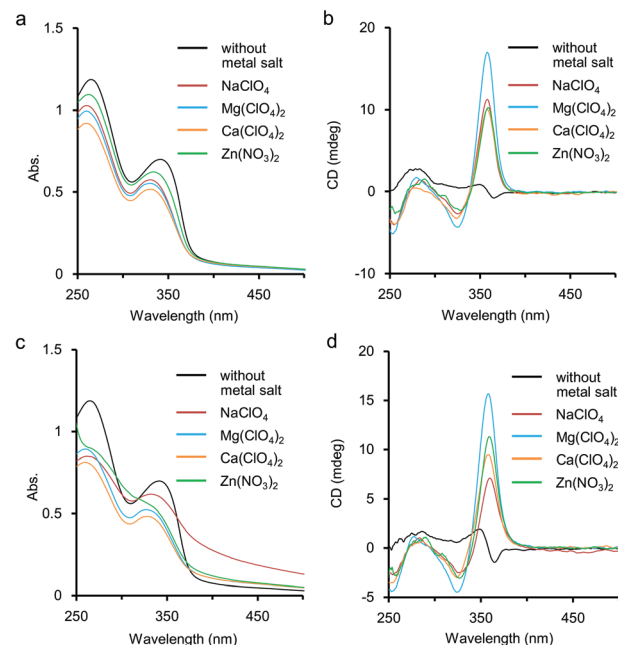 a
1.5
1
0.5
0
Abs.
without
metal salt
NaClO4
Mg(ClO4)2
Ca(ClO4)2
Zn(NO3)2
250
350
450
Wavelength (nm)
b
20
10
0
-10
CD (mdeg)
without
metal salt
NaClO4
Mg(ClO4)2
Ca(ClO4)2
Zn(NO3)2
250
350
450
Wavelength (nm)
c
1.5
1
0.5
0
Abs.
without
metal salt
NaClO4
Mg(ClO4)2
Ca(ClO4)2
Zn(NO3)2
250
350
450
Wavelength (nm)
d
20
15
10
5
0
-5
CD (mdeg)
without
metal salt
NaClO4
Mg(ClO4)2
Ca(ClO4)2
Zn(NO3)2
250
350
450
Wavelength (nm)